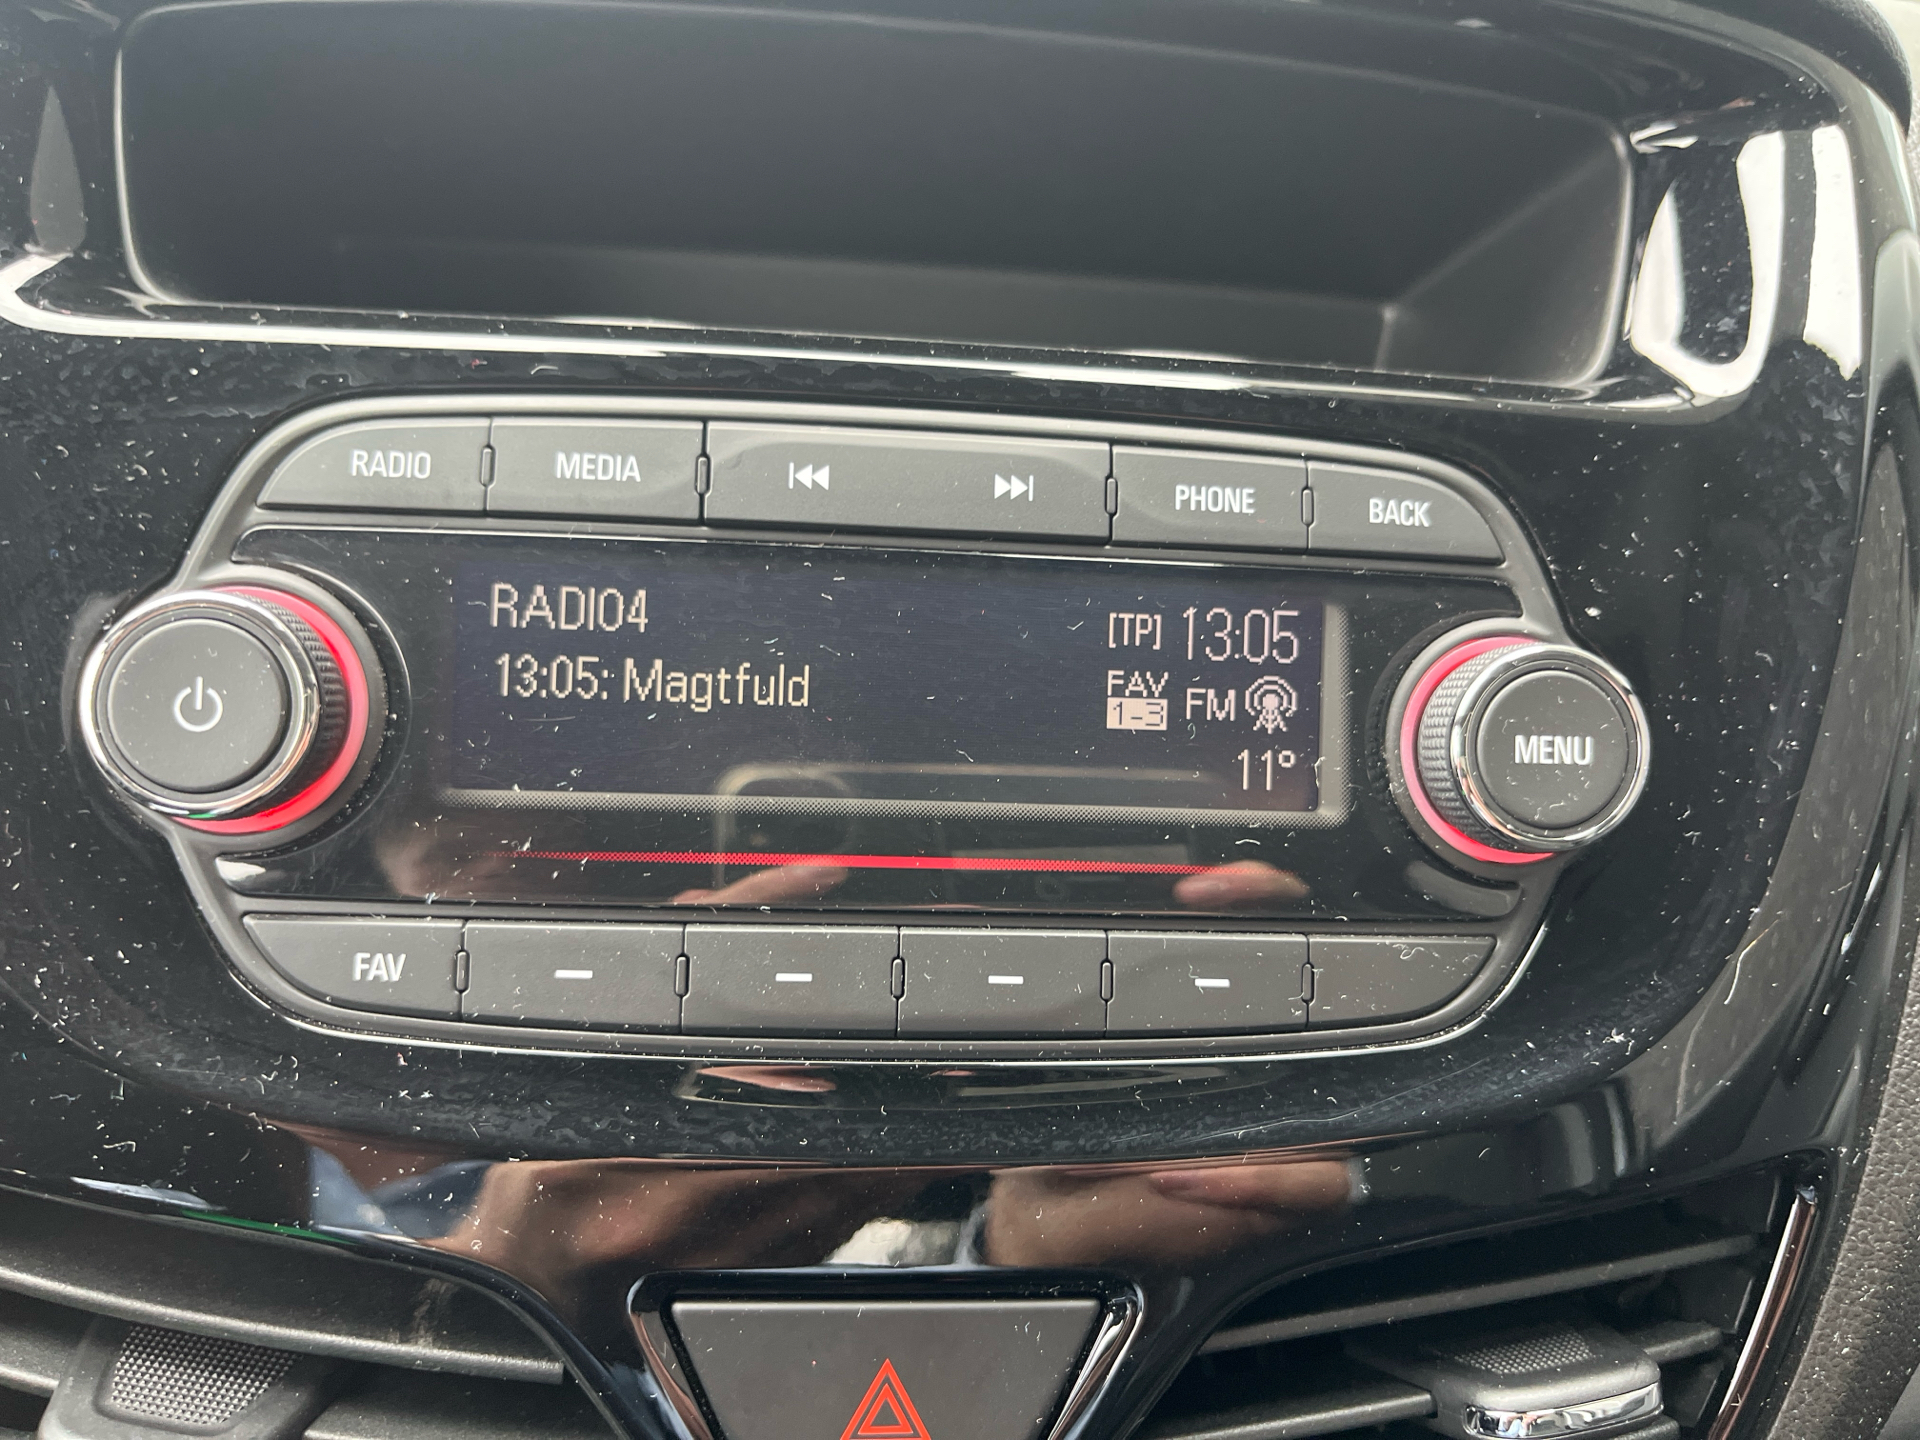 RADIO
MEDIA
PHONE
BACK
RADIO4
[TP] 13:05
13:05: Magtfuld
FAV
1-3
FM
11°
MENU
FAV